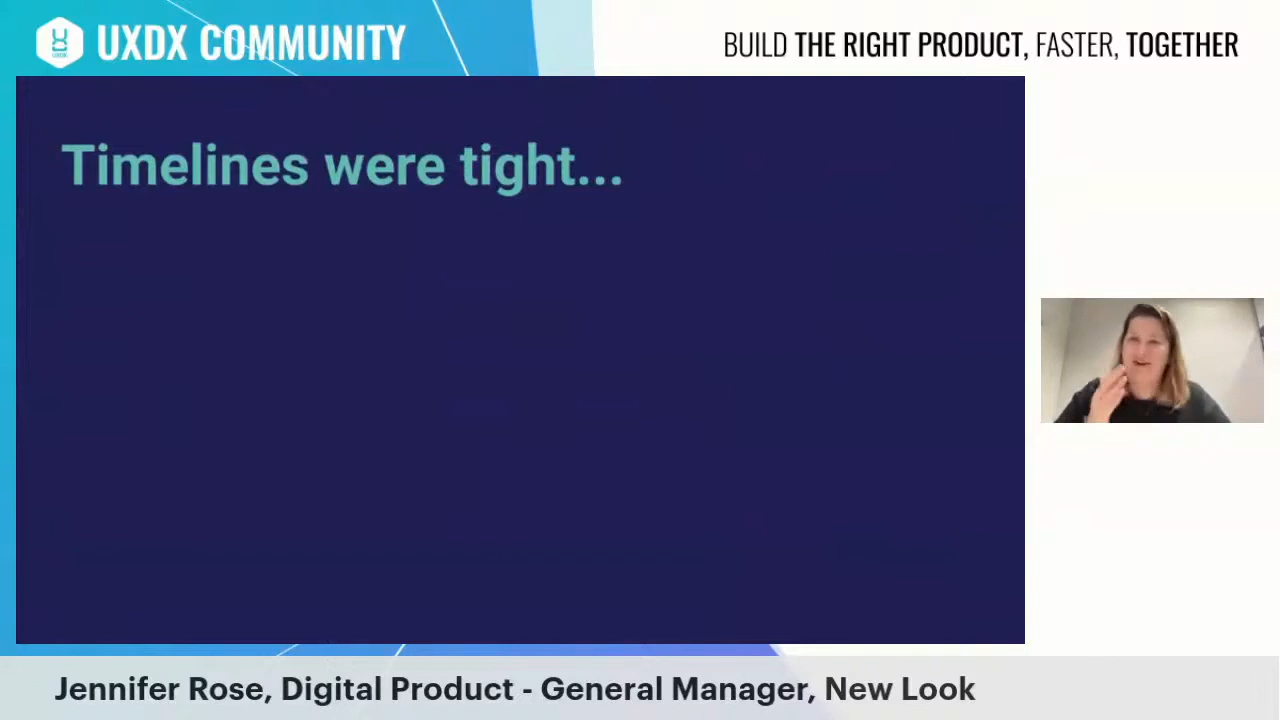 UXDX UXDX COMMUNITY
BUILD THE RIGHT PRODUCT, FASTER, TOGETHER
Timelines were tight...
Jennifer Rose, Digital Product - General Manager, New Look